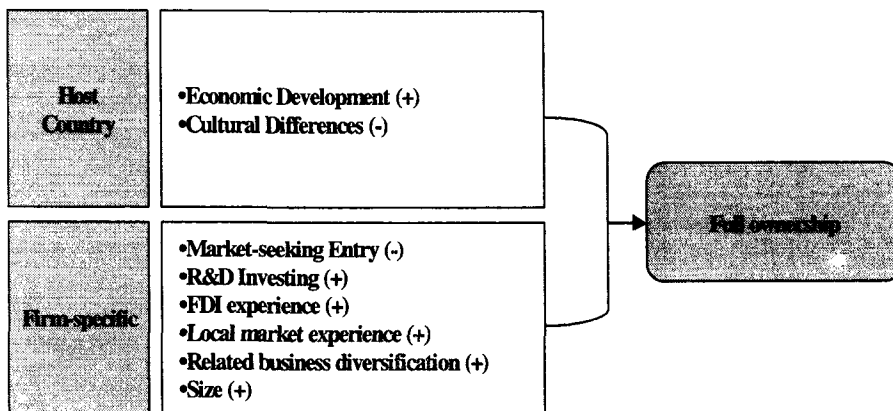 Host
Country
•Economic Development (+)
•Cultural Differences (-)
Full ownership
Firm-specific
•Market-seeking Entry (-)
•R&D Investing (+)
•FDI experience (+)
•Local market experience (+)
•Related business diversification (+)
•Size (+)